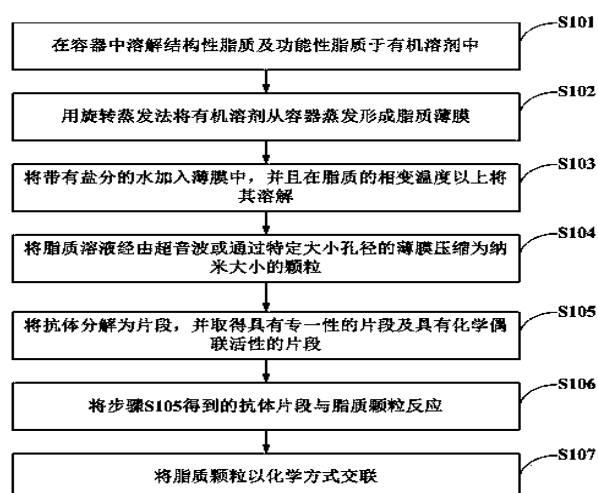 S101
在容器中溶解结构性脂质及功能性脂质于有机溶剂中
S102
用旋转蒸发法将有机溶剂从容器蒸发形成脂质薄膜
S103
将带有盐分的水加入薄膜中，并且在脂质的相变温度以上将
其溶解
S104
将脂质溶液经由超音波或通过特定大小孔径的薄膜压缩为纳
米大小的颗粒
S105
将抗体分解为片段，并取得具有专一性的片段及具有化学偶
联活性的片段
S106
将步骤S105得到的抗体片段与脂质颗粒反应
S107
将脂质颗粒以化学方式交联